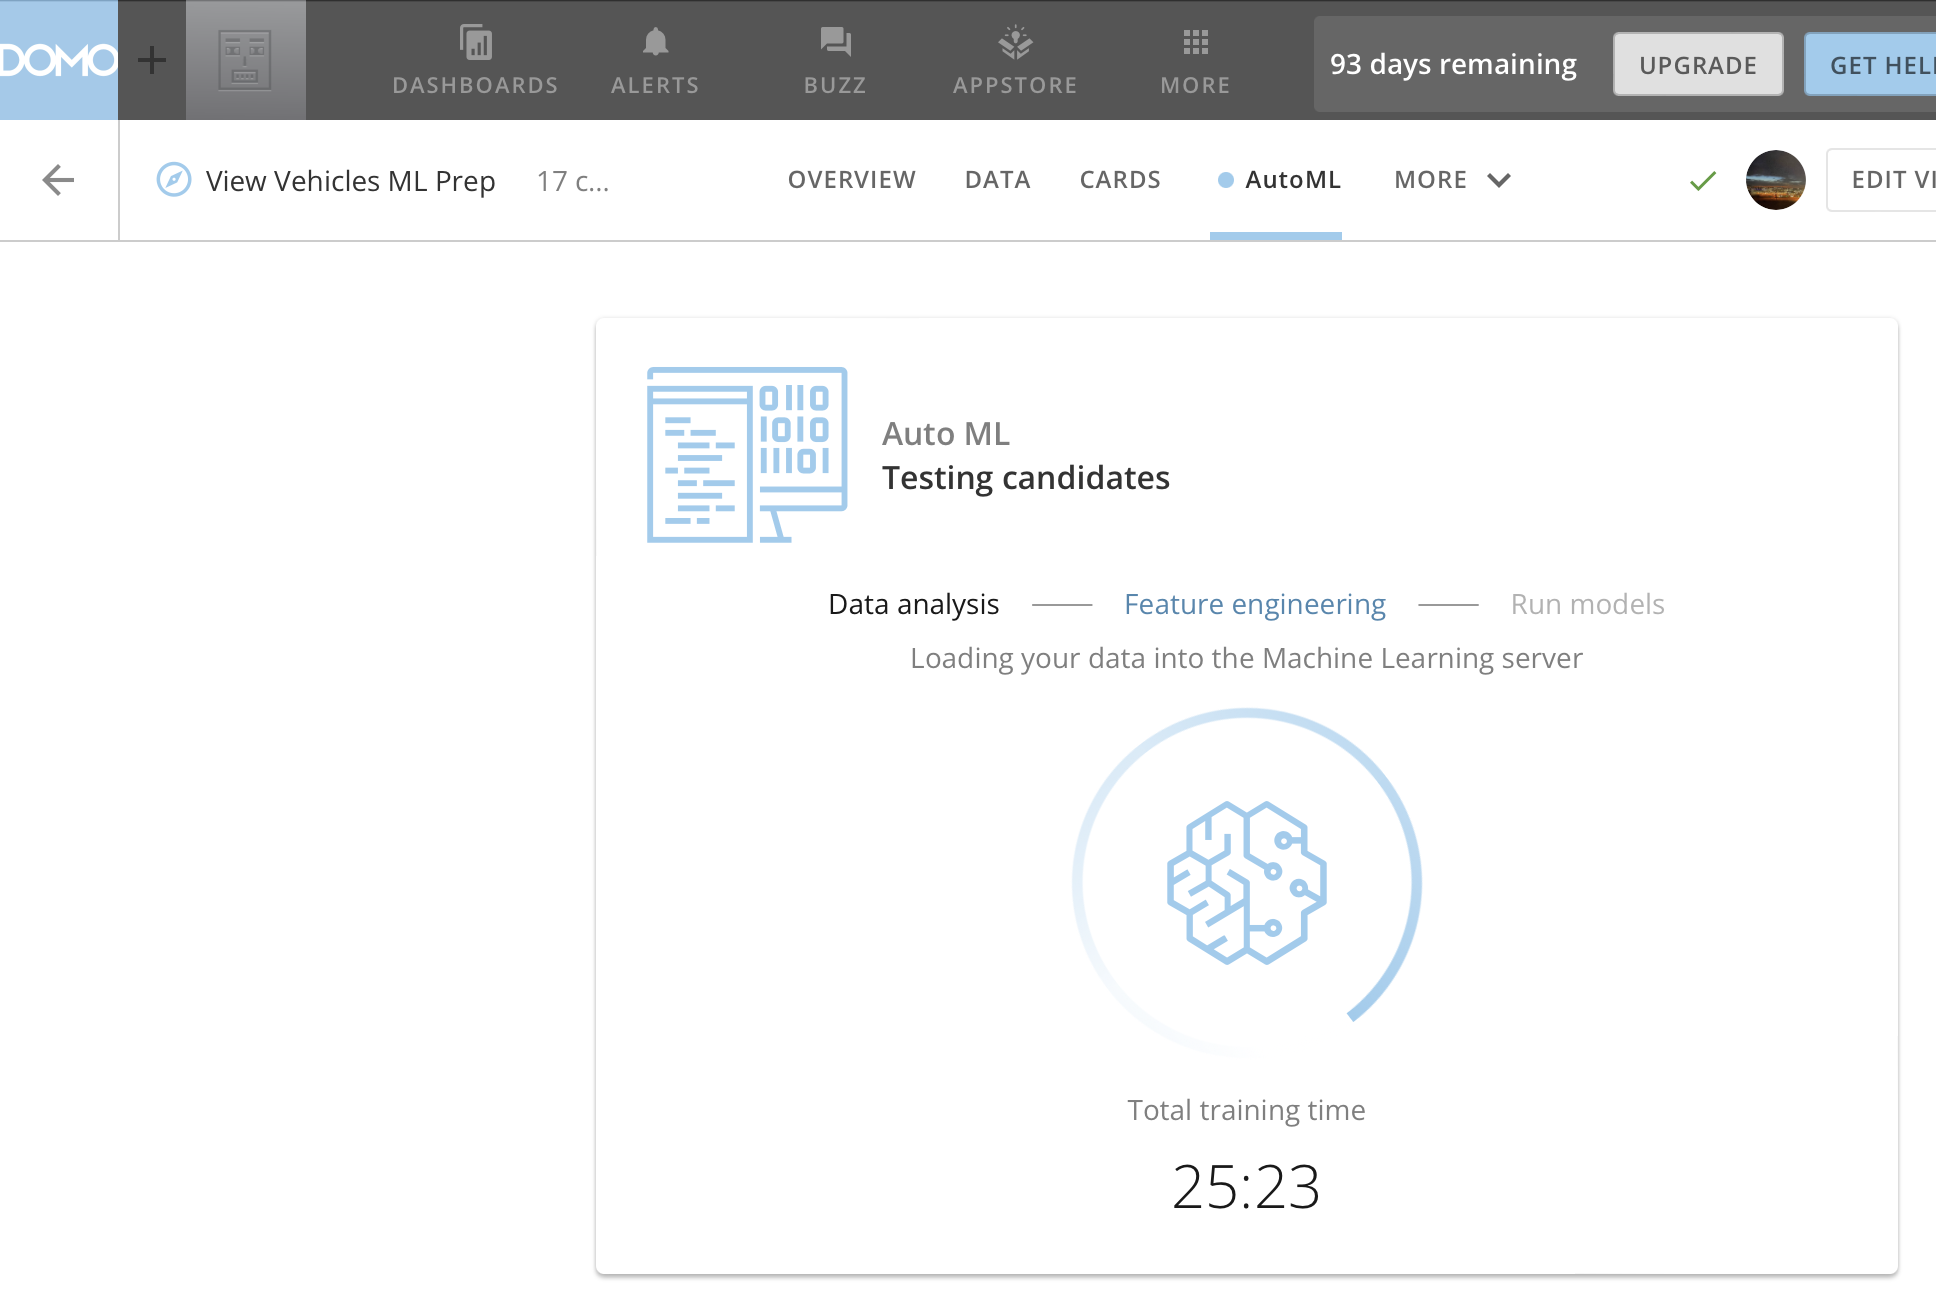 DOMO
DASHBOARDS
ALERTS
BUZZ
APPSTORE
MORE
93 days remaining
UPGRADE
GET HEL
View Vehicles ML Prep 17 c...
OVERVIEW
DATA
CARDS
AutoML
MORE
EDIT VI
0110
1010
11101
Auto ML
Testing candidates
Data analysis
Feature engineering
Run models
Loading your data into the Machine Learning server
Total training time
25:23